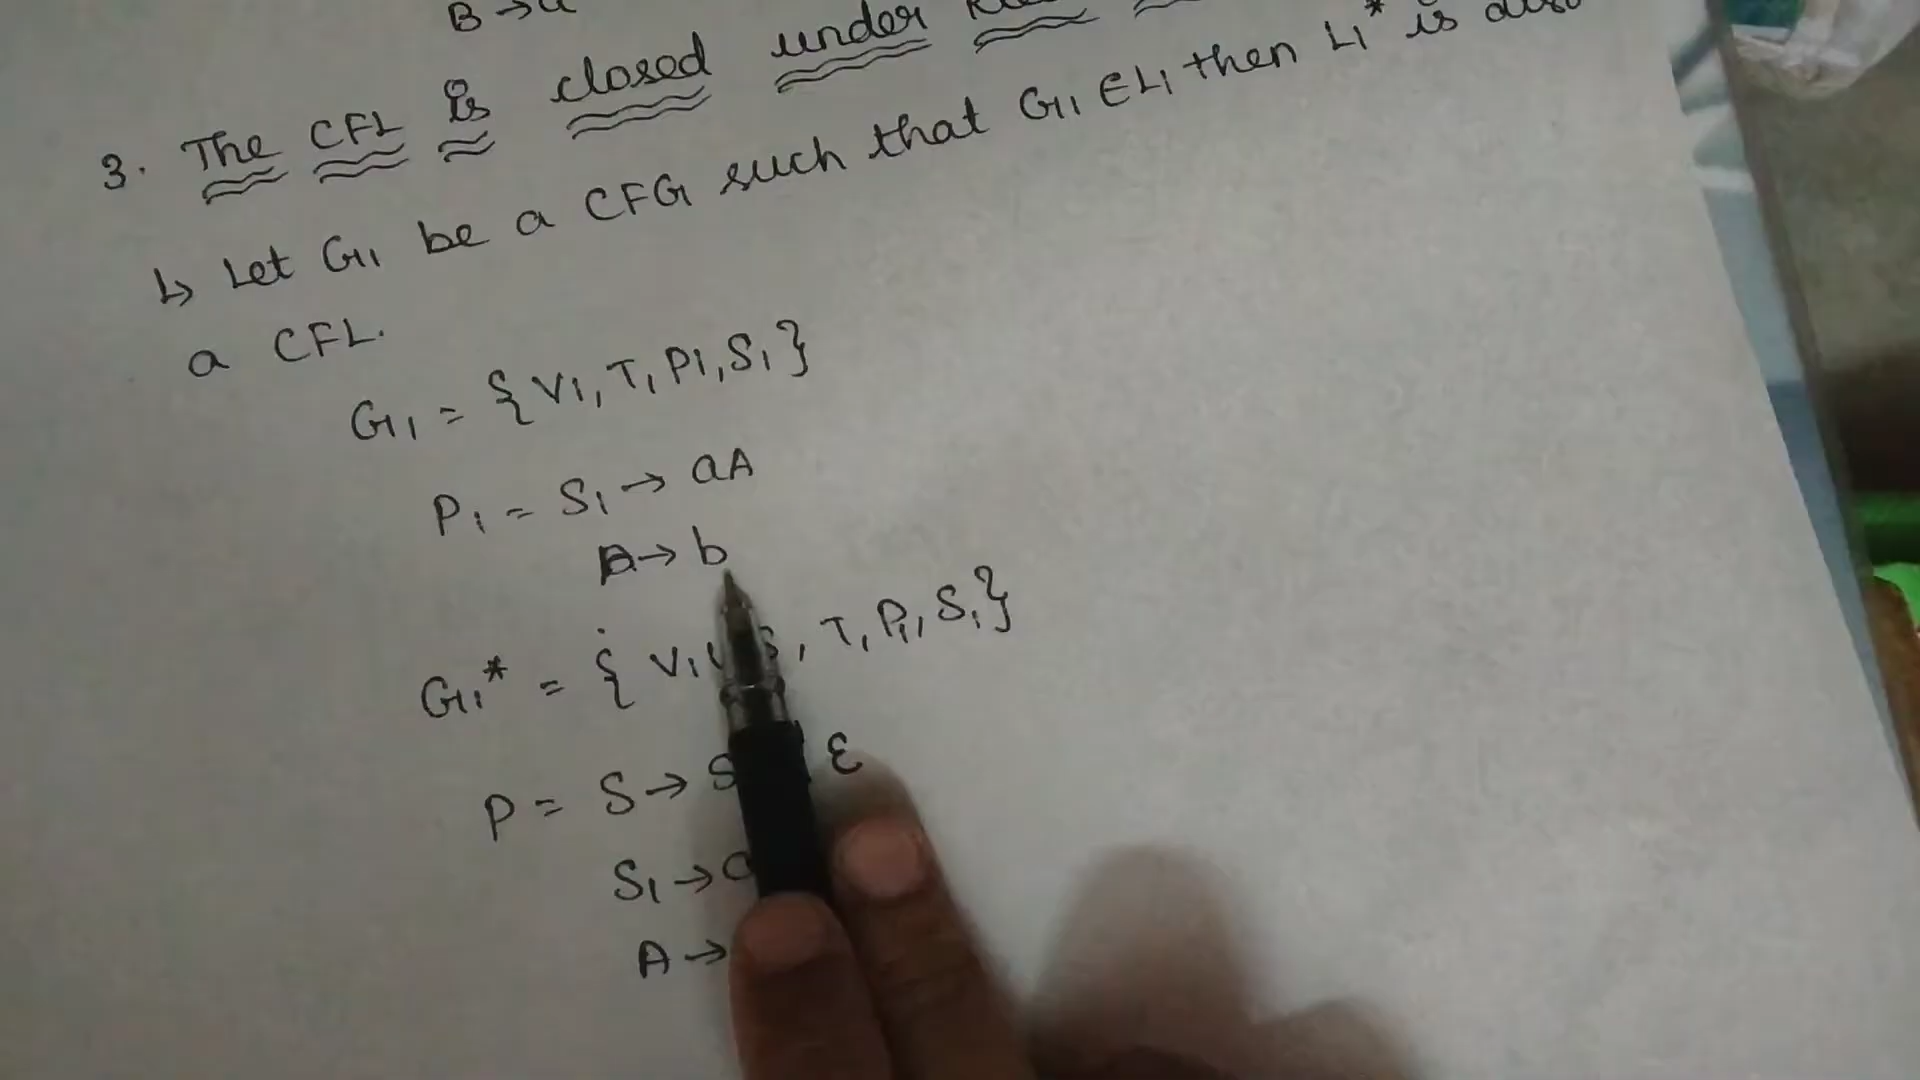 B → a
3. The CFL is closed under
↳ Let G1 be a CFG such that G1 ∈ L1 then L1* is also
a CFL.
G1 = { V1, T, P1, S1 }
P1 = S1 → aA
A → b
G1* = { V1 U S, T, P1, S1 }
P = S → S ε
S1 →
A →